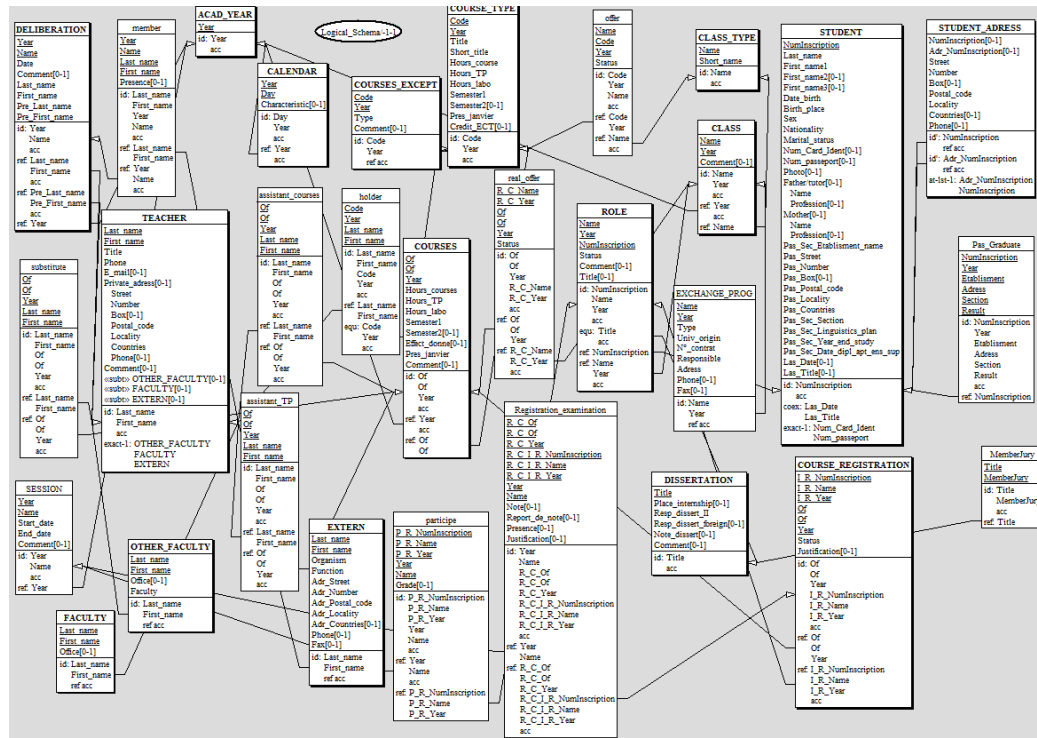 DELIBERATION
Year
Name
Date
Comment[0-1]
Last_name
First_name
Pre_Last_name
Pre_First_name
id: Year
Name
acc
ref: Last_name
First_name
acc
ref: Pre_Last_name
Pre_First_name
acc
ref: Year
member
Year
Name
Last_name
First_name
Presence[0-1]
id: Last_name
First_name
Year
Name
acc
ref: Last_name
First_name
ref: Year
Name
acc
ACAD_YEAR
Year
id: Year
acc
Logical_Schema/-1-1
CALENDAR
Year
Day
Characteristic[0-1]
id: Day
Year
acc
ref: Year
COURSES_EXCEPT
Code
Year
Type
Comment[0-1]
id: Code
Year
ref acc
COURSE_TYPE
Code
Year
Title
Short_title
Hours_course
Hours_TP
Hours_labo
Semester1
Semester2[0-1]
Pres_janvier
Credit_ECT[0-1]
id: Code
Year
acc
offer
Name
Code
Year
Status
id: Code
Year
Name
acc
ref: Code
Year
ref: Name
acc
CLASS_TYPE
Name
Short_name
id: Name
acc
CLASS
Name
Year
Comment[0-1]
id: Name
Year
acc
ref: Year
acc
ref: Name
STUDENT
NumInscription
Last_name
First_name1
First_name2[0-1]
First_name3[0-1]
Date_birth
Birth_place
Sex
Nationality
Marital_status
Num_Card_Ident[0-1]
Num_passeport[0-1]
Photo[0-1]
Father/tutor[0-1]
Name
Profession[0-1]
Mother[0-1]
Name
Profession[0-1]
Pas_Sec_Etablisment_name
Pas_Street
Pas_Number
Pas_Box[0-1]
Pas_Postal_code
Pas_Locality
Pas_Countries
Pas_Sec_Section
Pas_Sec_Linguistics_plan
Pas_Sec_Year_end_study
Pas_Sec_Date_dipl_apt_ens_sup
Las_Date[0-1]
Las_Title[0-1]
id: NumInscription
acc
coex: Las_Date
Las_Title
exact-1: Num_Card_Ident
Num_passeport
STUDENT_ADRESS
NumInscription[0-1]
Adr_NumInscription[0-1]
Street
Number
Box[0-1]
Postal_code
Locality
Countries[0-1]
Phone[0-1]
id': NumInscription
ref acc
id': Adr_NumInscription
ref acc
at-lst-1: Adr_NumInscription
NumInscription
TEACHER
Last_name
First_name
Title
Phone
E_mail[0-1]
Private_adress[0-1]
Street
Number
Box[0-1]
Postal_code
Locality
Countries
Phone[0-1]
Comment[0-1]
«subt» OTHER_FACULTY[0-1]
«subt» FACULTY[0-1]
«subt» EXTERN[0-1]
id: Last_name
First_name
acc
exact-1: OTHER_FACULTY
FACULTY
EXTERN
substitute
Of
Of
Year
Last_name
First_name
id: Last_name
First_name
Of
Of
Year
acc
ref: Last_name
First_name
ref: Of
Of
Year
acc
assistant_courses
Of
Of
Year
Last_name
First_name
id: Last_name
First_name
Of
Of
Year
acc
ref: Last_name
First_name
ref: Of
Of
Year
acc
holder
Code
Year
Last_name
First_name
id: Last_name
First_name
Code
Year
acc
ref: Last_name
First_name
equ: Code
Year
acc
COURSES
Of
Of
Year
Hours_courses
Hours_TP
Hours_labo
Semester1
Semester2[0-1]
Effect_donne[0-1]
Pres_janvier
Comment[0-1]
id: Of
Of
Year
acc
ref: Year
acc
ref: Of
Of
real_offer
R_C_Name
R_C_Year
Of
Of
Year
Status
id: Of
Of
Year
R_C_Name
R_C_Year
acc
ref: Of
Of
Year
ref: R_C_Name
R_C_Year
acc
ROLE
Name
Year
NumInscription
Status
Comment[0-1]
Title[0-1]
id: NumInscription
Name
Year
acc
equ: Title
acc
ref: NumInscription
ref: Name
Year
acc
EXCHANGE_PROG
Name
Year
Type
Univ_origin
N°_contrat
Responsible
Adress
Phone[0-1]
Fax[0-1]
id: Name
Year
ref acc
Pas_Graduate
NumInscription
Year
Etablisment
Adress
Section
Result
id: NumInscription
Year
Etablisment
Adress
Section
Result
acc
ref: NumInscription
assistant_TP
Of
Of
Year
Last_name
First_name
id: Last_name
First_name
Of
Of
Year
acc
ref: Last_name
First_name
ref: Of
Of
Year
acc
Registration_examination
R_C_Of
R_C_Of
R_C_Year
R_C_I_R_NumInscription
R_C_I_R_Name
R_C_I_R_Year
Year
Name
Note[0-1]
Report_de_note[0-1]
Presence[0-1]
Justification[0-1]
id: Year
Name
R_C_Of
R_C_Of
R_C_Year
R_C_I_R_NumInscription
R_C_I_R_Name
R_C_I_R_Year
acc
ref: Year
Name
ref: R_C_Of
R_C_Of
R_C_Year
R_C_I_R_NumInscription
R_C_I_R_Name
R_C_I_R_Year
acc
DISSERTATION
Title
Place_internship[0-1]
Resp_dissert_II
Resp_dissert_foreign[0-1]
Note_dissert[0-1]
Comment[0-1]
id: Title
acc
COURSE_REGISTRATION
I_R_NumInscription
I_R_Name
I_R_Year
Of
Of
Year
Status
Justification[0-1]
id: Of
Of
Year
I_R_NumInscription
I_R_Name
I_R_Year
acc
ref: Of
Of
Year
ref: I_R_NumInscription
I_R_Name
I_R_Year
acc
MemberJury
Title
MemberJury
id: Title
MemberJury
acc
ref: Title
SESSION
Year
Name
Start_date
End_date
Comment[0-1]
id: Year
Name
acc
ref: Year
OTHER_FACULTY
Last_name
First_name
Office[0-1]
Faculty
id: Last_name
First_name
ref acc
FACULTY
Last_name
First_name
Office[0-1]
id: Last_name
First_name
ref acc
EXTERN
Last_name
First_name
Organism
Function
Adr_Street
Adr_Number
Adr_Postal_code
Adr_Locality
Adr_Countries[0-1]
Phone[0-1]
Fax[0-1]
id: Last_name
First_name
ref acc
participe
P_R_NumInscription
P_R_Name
P_R_Year
Year
Name
Grade[0-1]
id: P_R_NumInscription
P_R_Name
P_R_Year
Year
Name
acc
ref: Year
Name
acc
ref: P_R_NumInscription
P_R_Name
P_R_Year